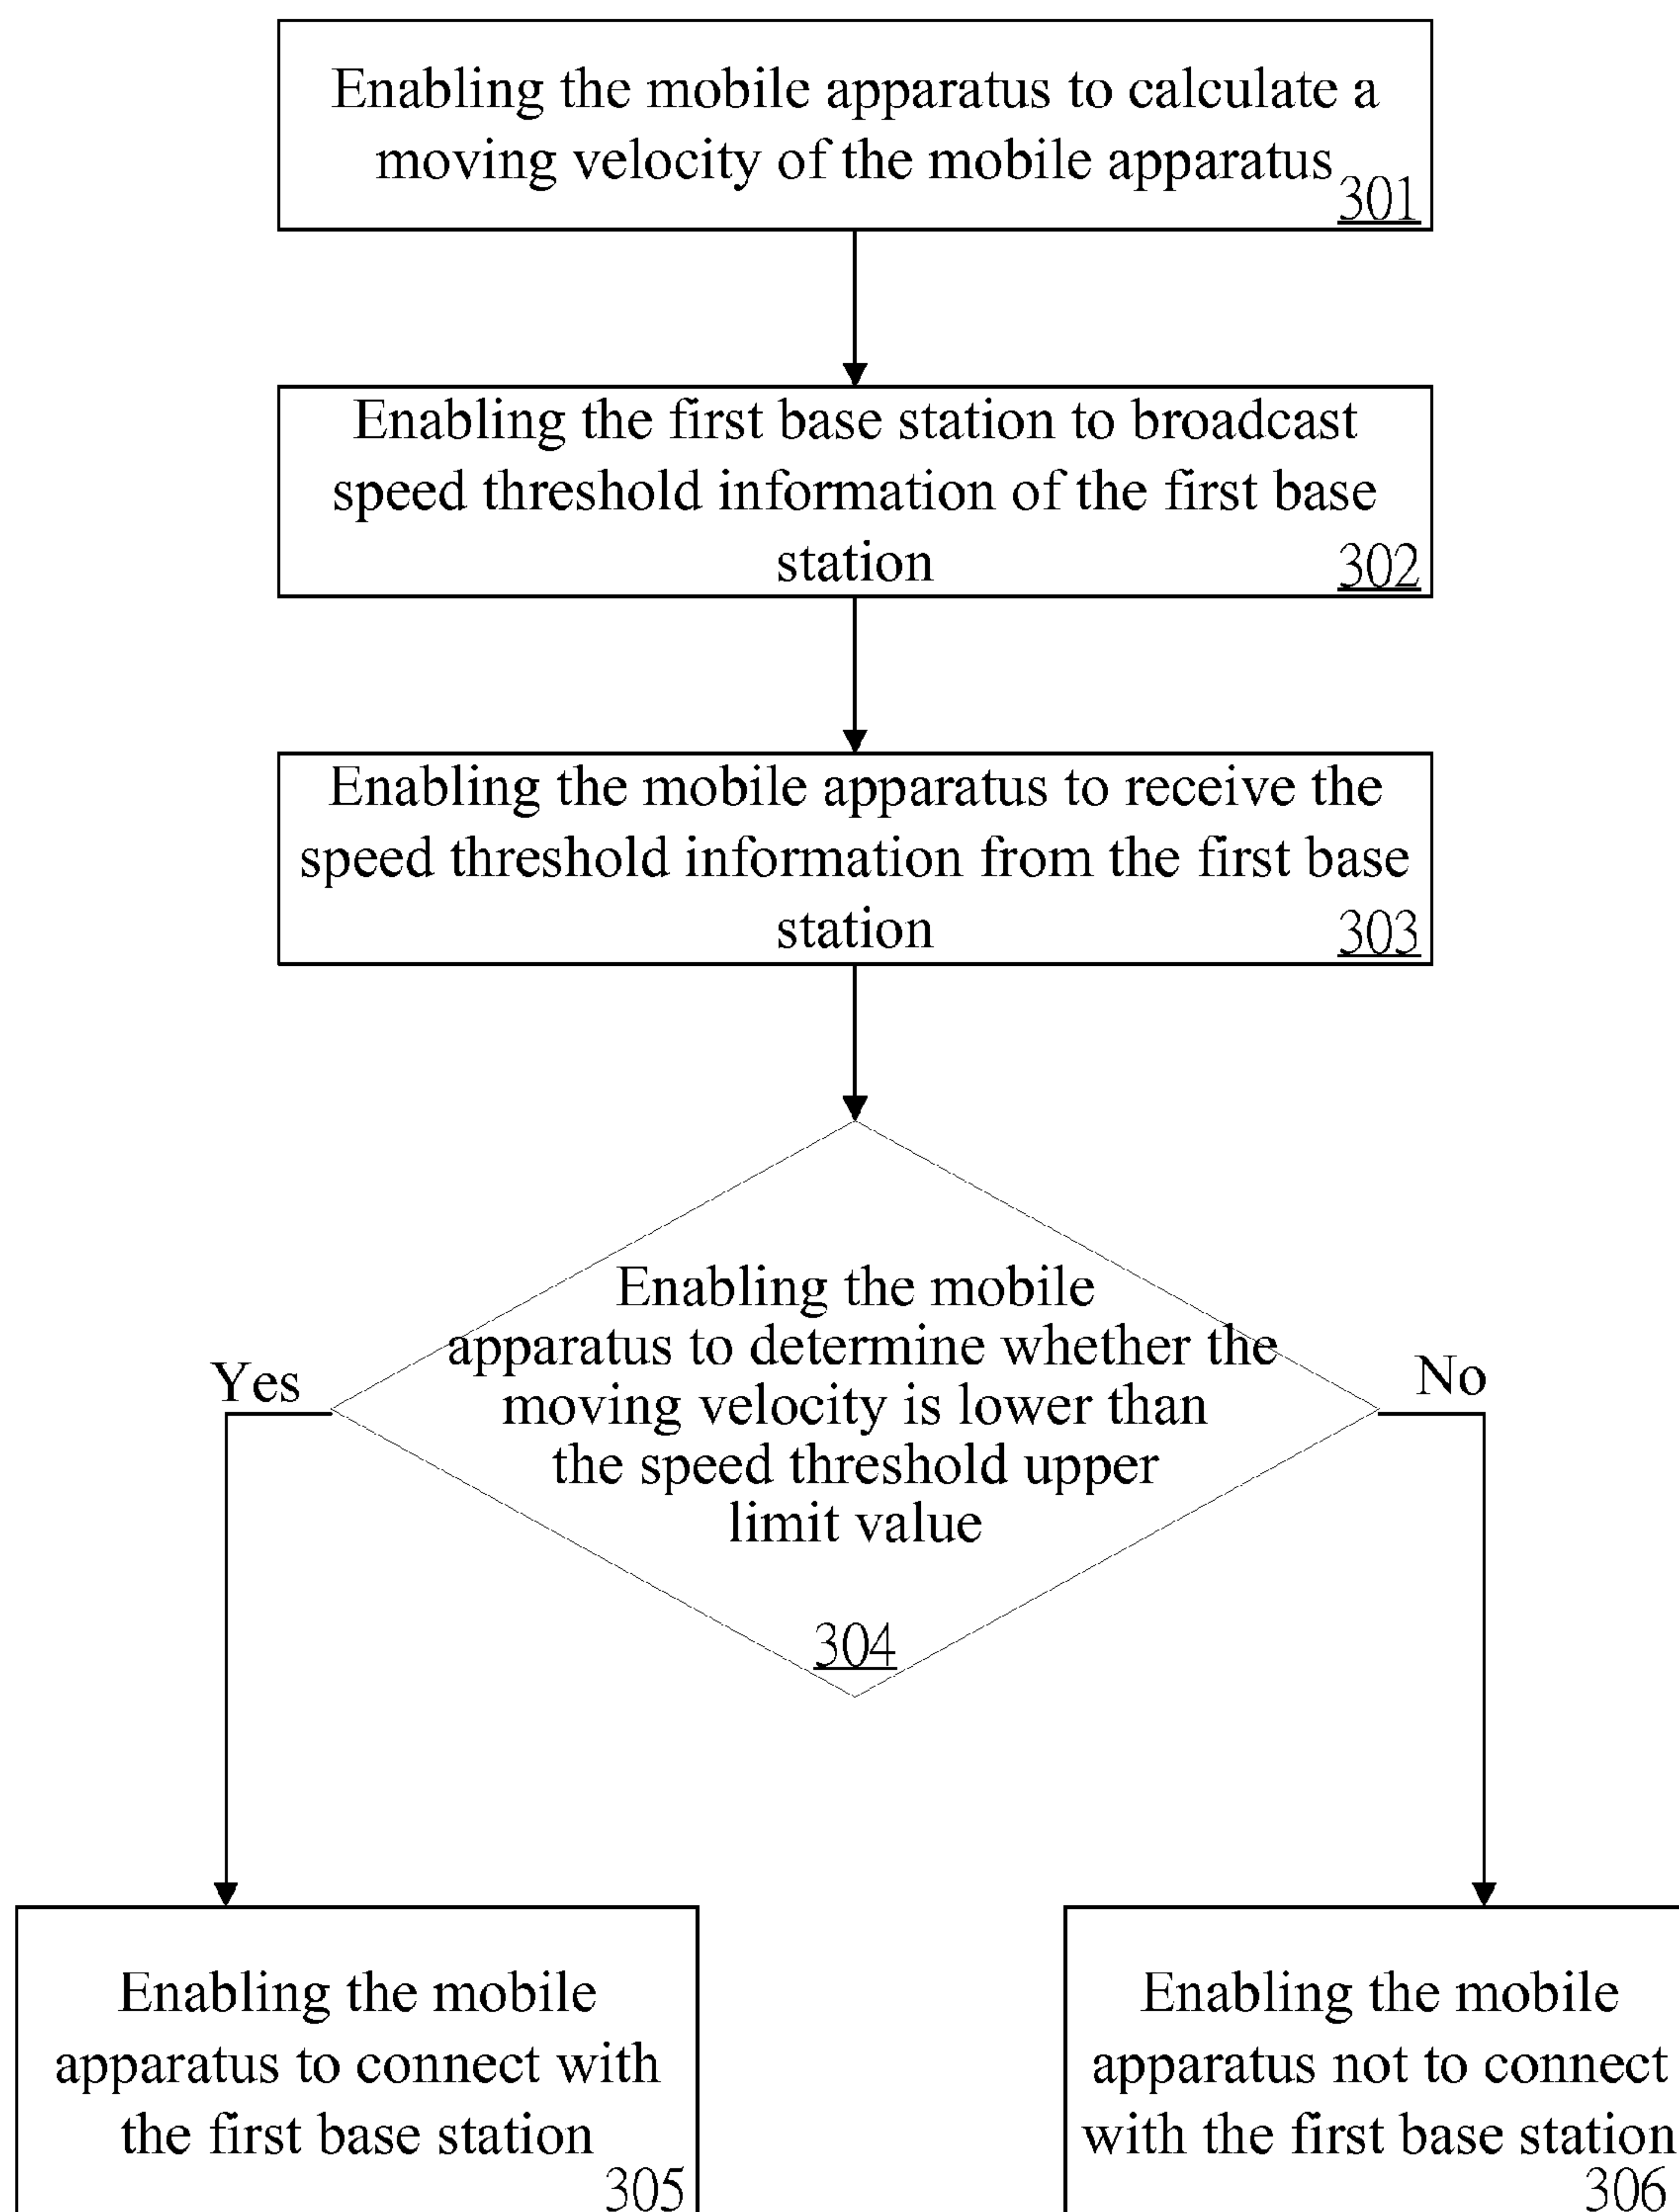 Enabling the mobile apparatus to calculate a
moving velocity of the mobile apparatus
301
Enabling the first base station to broadcast
speed threshold information of the first base
station
302
Enabling the mobile apparatus to receive the
speed threshold information from the first base
station
303
Enabling the mobile
apparatus to determine whether the
moving velocity is lower than
the speed threshold upper
limit value
304
Yes
No
Enabling the mobile
apparatus to connect with
the first base station
305
Enabling the mobile
apparatus not to connect
with the first base station
306